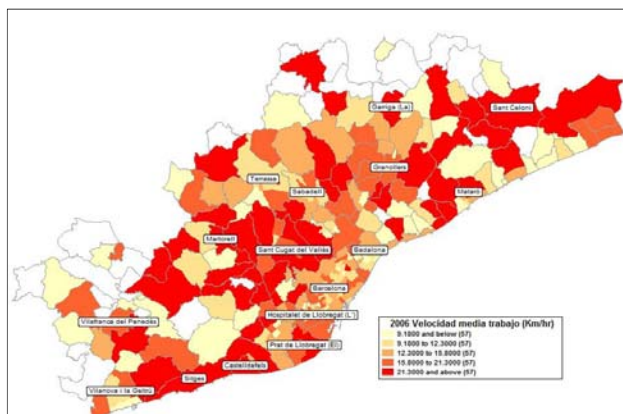 Garriga (La)
Sant Celoni
Granollers
Terrassa
Sabadell
Mataró
Martorell
Sant Cugat del Vallès
Badalona
Barcelona
Hospitalet de Llobregat (L')
Vilafranca del Penedès
Prat de Llobregat (El)
Castelldefels
Sitges
Vilanova i la Geltrú
2006 Velocidad media trabajo (Km/hr)
9.1800 and below (57)
9.1800 to 12.3000 (57)
12.3000 to 15.8000 (57)
15.8000 to 21.3000 (57)
21.3000 and above (57)